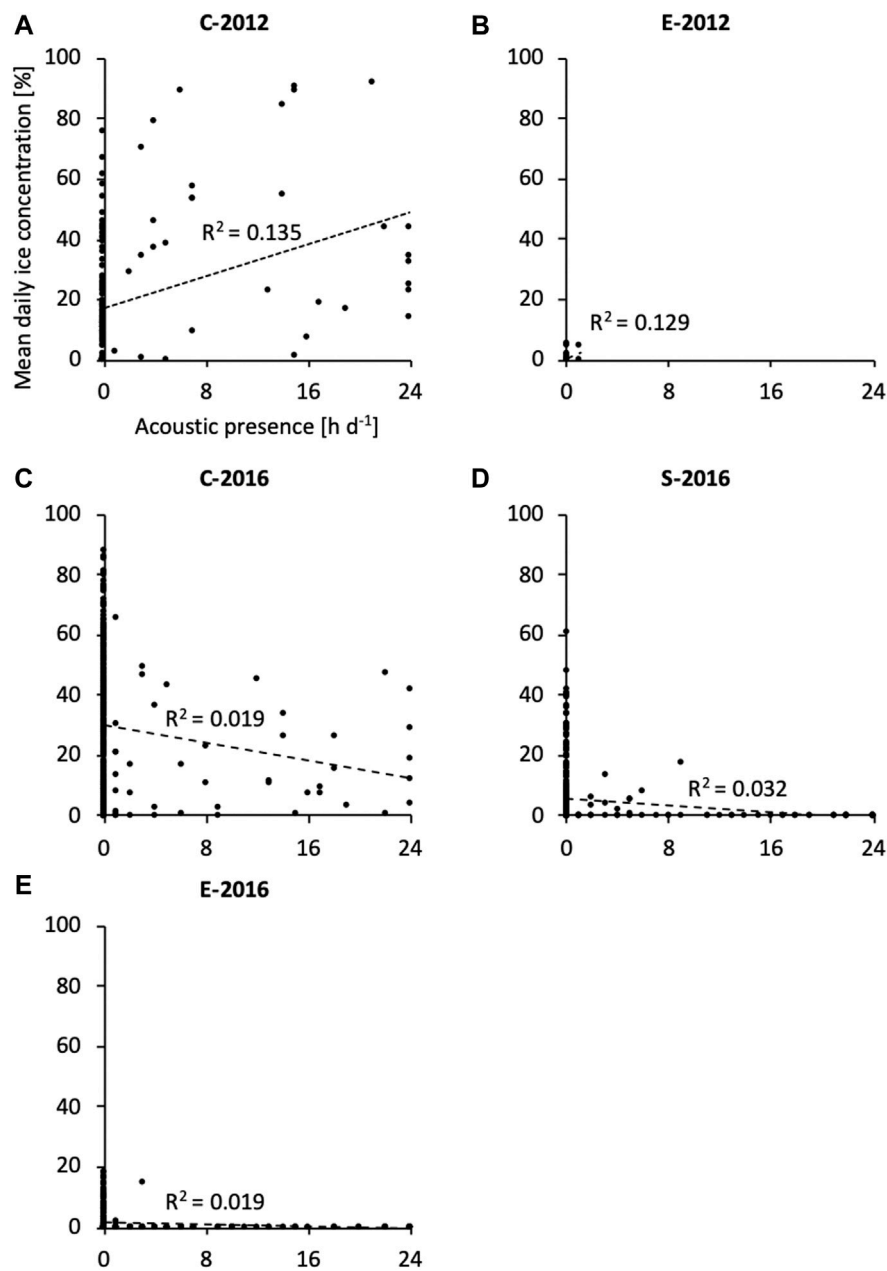 A
C-2012
B
E-2012
Mean daily ice concentration [%]
100
80
60
40
20
0
R² = 0.135
0 8 16 24
Acoustic presence [h d⁻¹]
100
80
60
40
20
0
R² = 0.129
0 8 16 24
C
C-2016
D
S-2016
100
80
60
40
20
0
R² = 0.019
0 8 16 24
100
80
60
40
20
0
R² = 0.032
0 8 16 24
E
E-2016
100
80
60
40
20
0
R² = 0.019
0 8 16 24